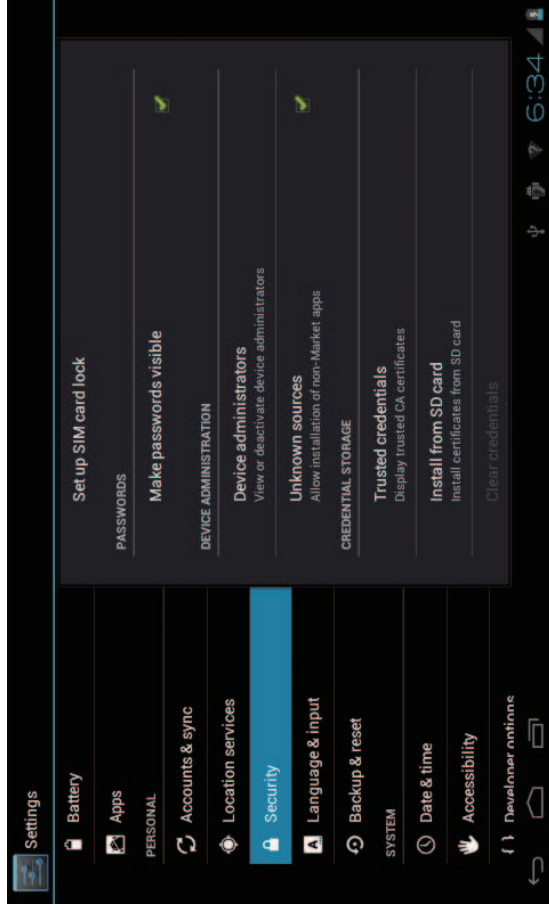 Settings
Battery
Apps
PERSONAL
Accounts & sync
Location services
Security
Language & input
Backup & reset
SYSTEM
Date & time
Accessibility
Developer options
Set up SIM card lock
PASSWORDS
Make passwords visible
DEVICE ADMINISTRATION
Device administrators
View or deactivate device administrators
Unknown sources
Allow installation of non-Market apps
CREDENTIAL STORAGE
Trusted credentials
Display trusted CA certificates
Install from SD card
Install certificates from SD card
Clear credentials
6:34